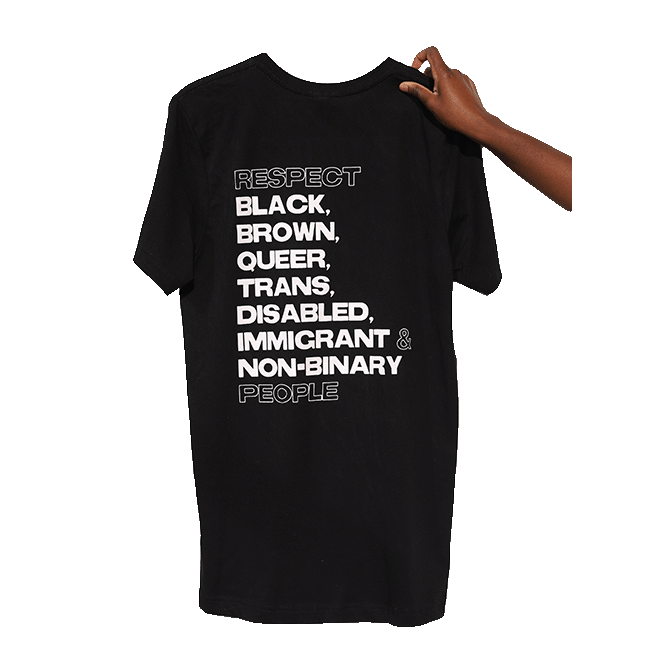 RESPECT
BLACK,
BROWN,
QUEER,
TRANS,
DISABLED,
IMMIGRANT &
NON-BINARY
PEOPLE